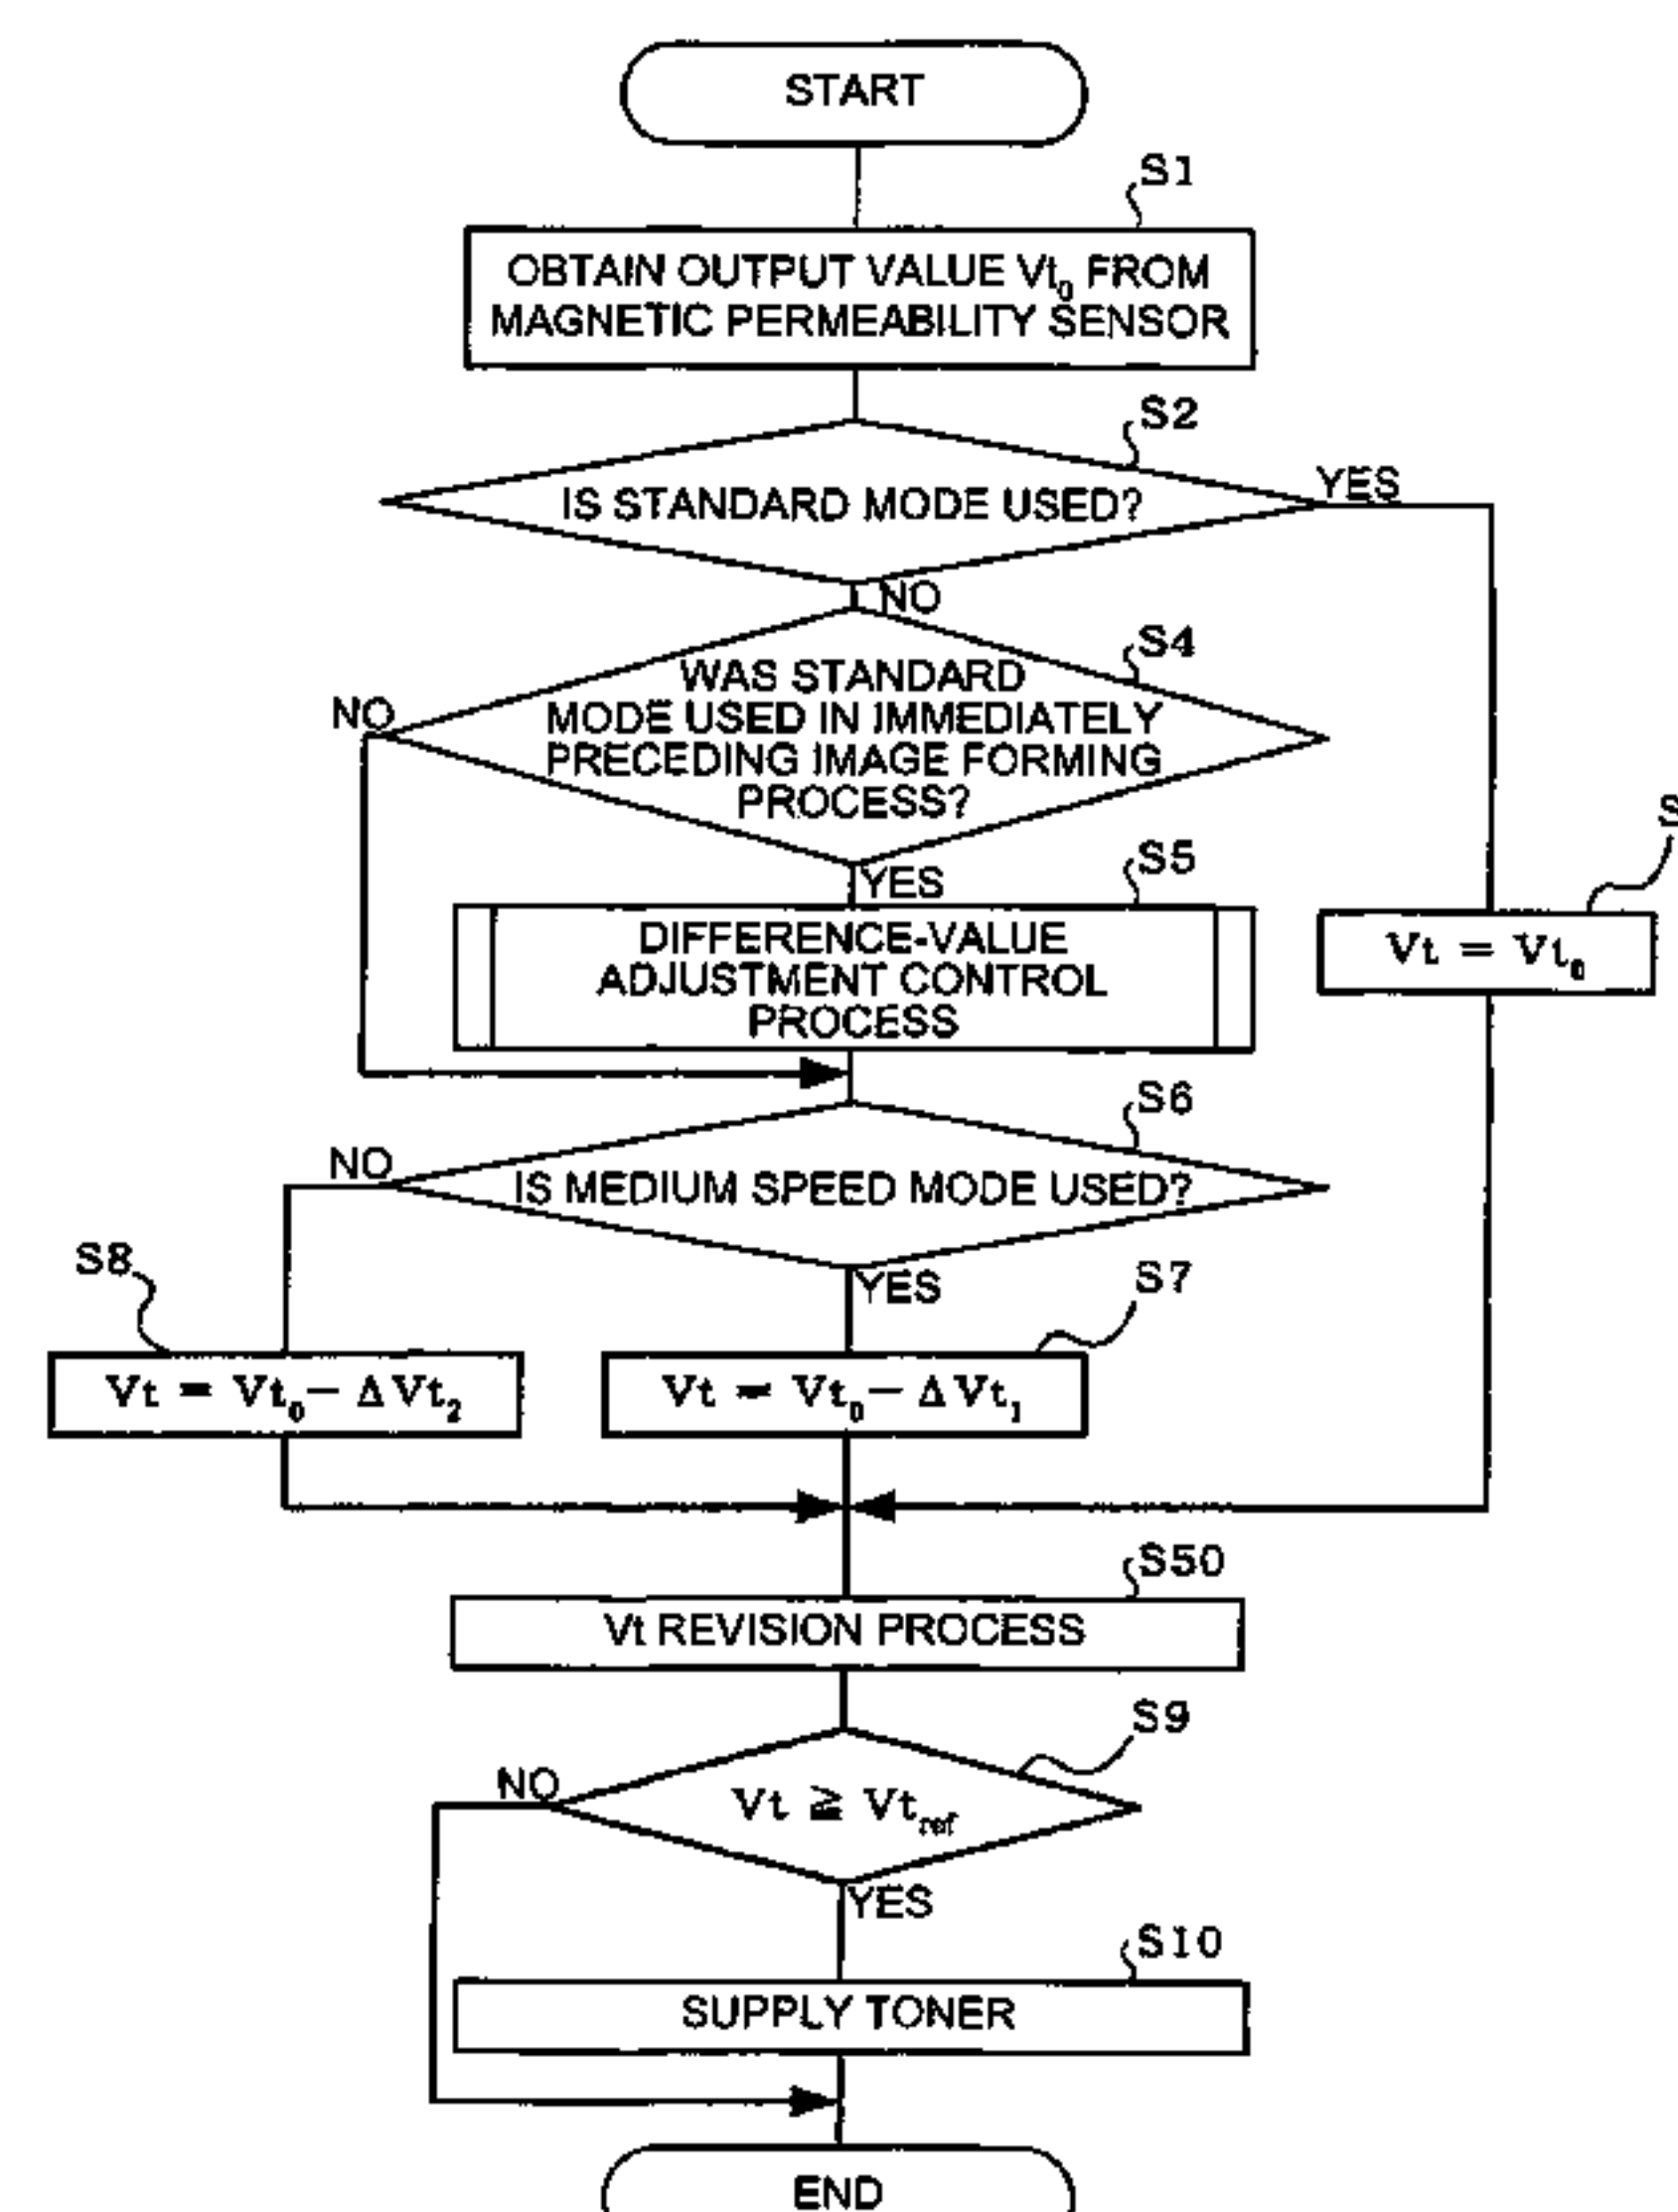 START
S1
OBTAIN OUTPUT VALUE Vt₀ FROM
MAGNETIC PERMEABILITY SENSOR
S2
IS STANDARD MODE USED?
YES
NO
S4
WAS STANDARD
MODE USED IN IMMEDIATELY
PRECEDING IMAGE FORMING
PROCESS?
NO
YES
S5
DIFFERENCE-VALUE
ADJUSTMENT CONTROL
PROCESS
S
Vt = Vt₀
S6
IS MEDIUM SPEED MODE USED?
NO
YES
S8
Vt = Vt₀ − ΔVt₂
S7
Vt = Vt₀ − ΔVt₁
S50
Vt REVISION PROCESS
S9
Vt ≧ Vtref
NO
YES
S10
SUPPLY TONER
END